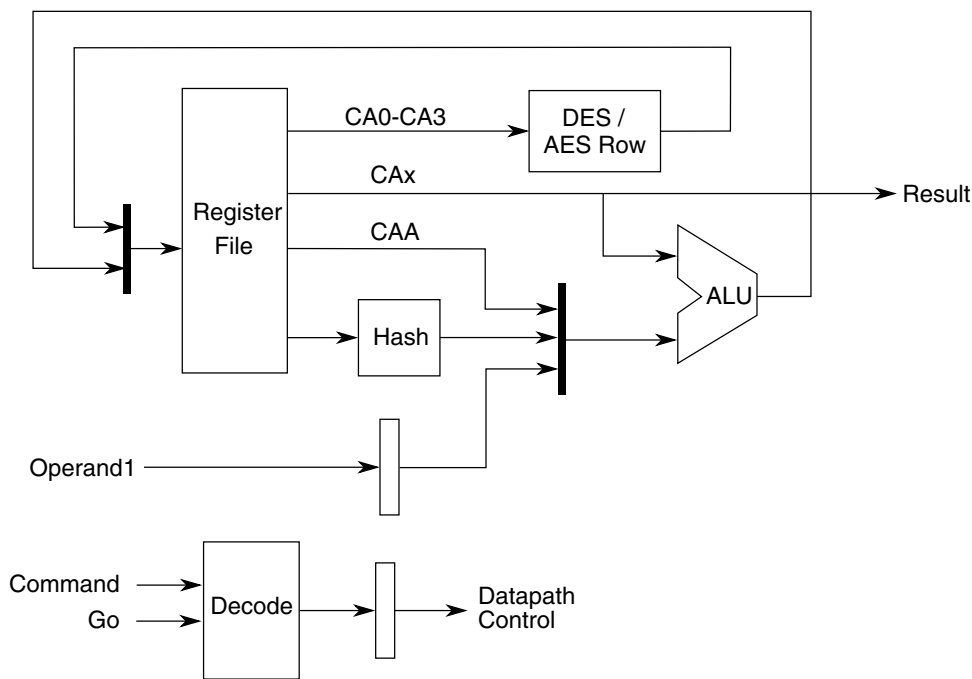 CA0-CA3
DES /
AES Row
CAx
Result
Register
File
CAA
ALU
Hash
Operand1
Command
Go
Decode
Datapath
Control